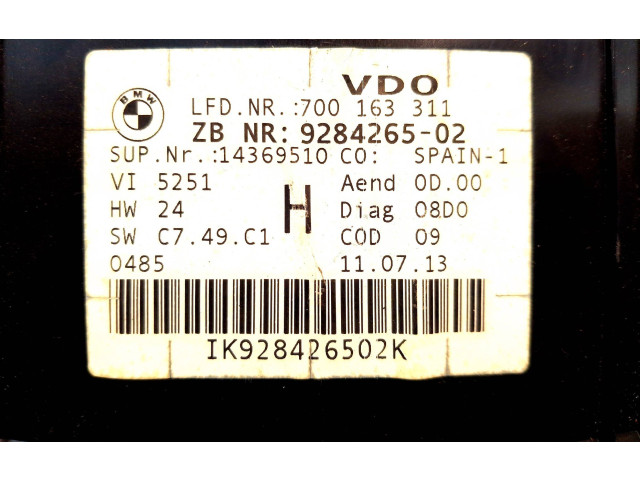 VDO
BMW
LFD.NR.:700 163 311
ZB NR: 9284265-02
SUP.Nr.:14369510 CO: SPAIN-1
VI 5251 Aend 0D.00
HW 24 H Diag 08D0
SW C7.49.C1 COD 09
0485 11.07.13
IK928426502K